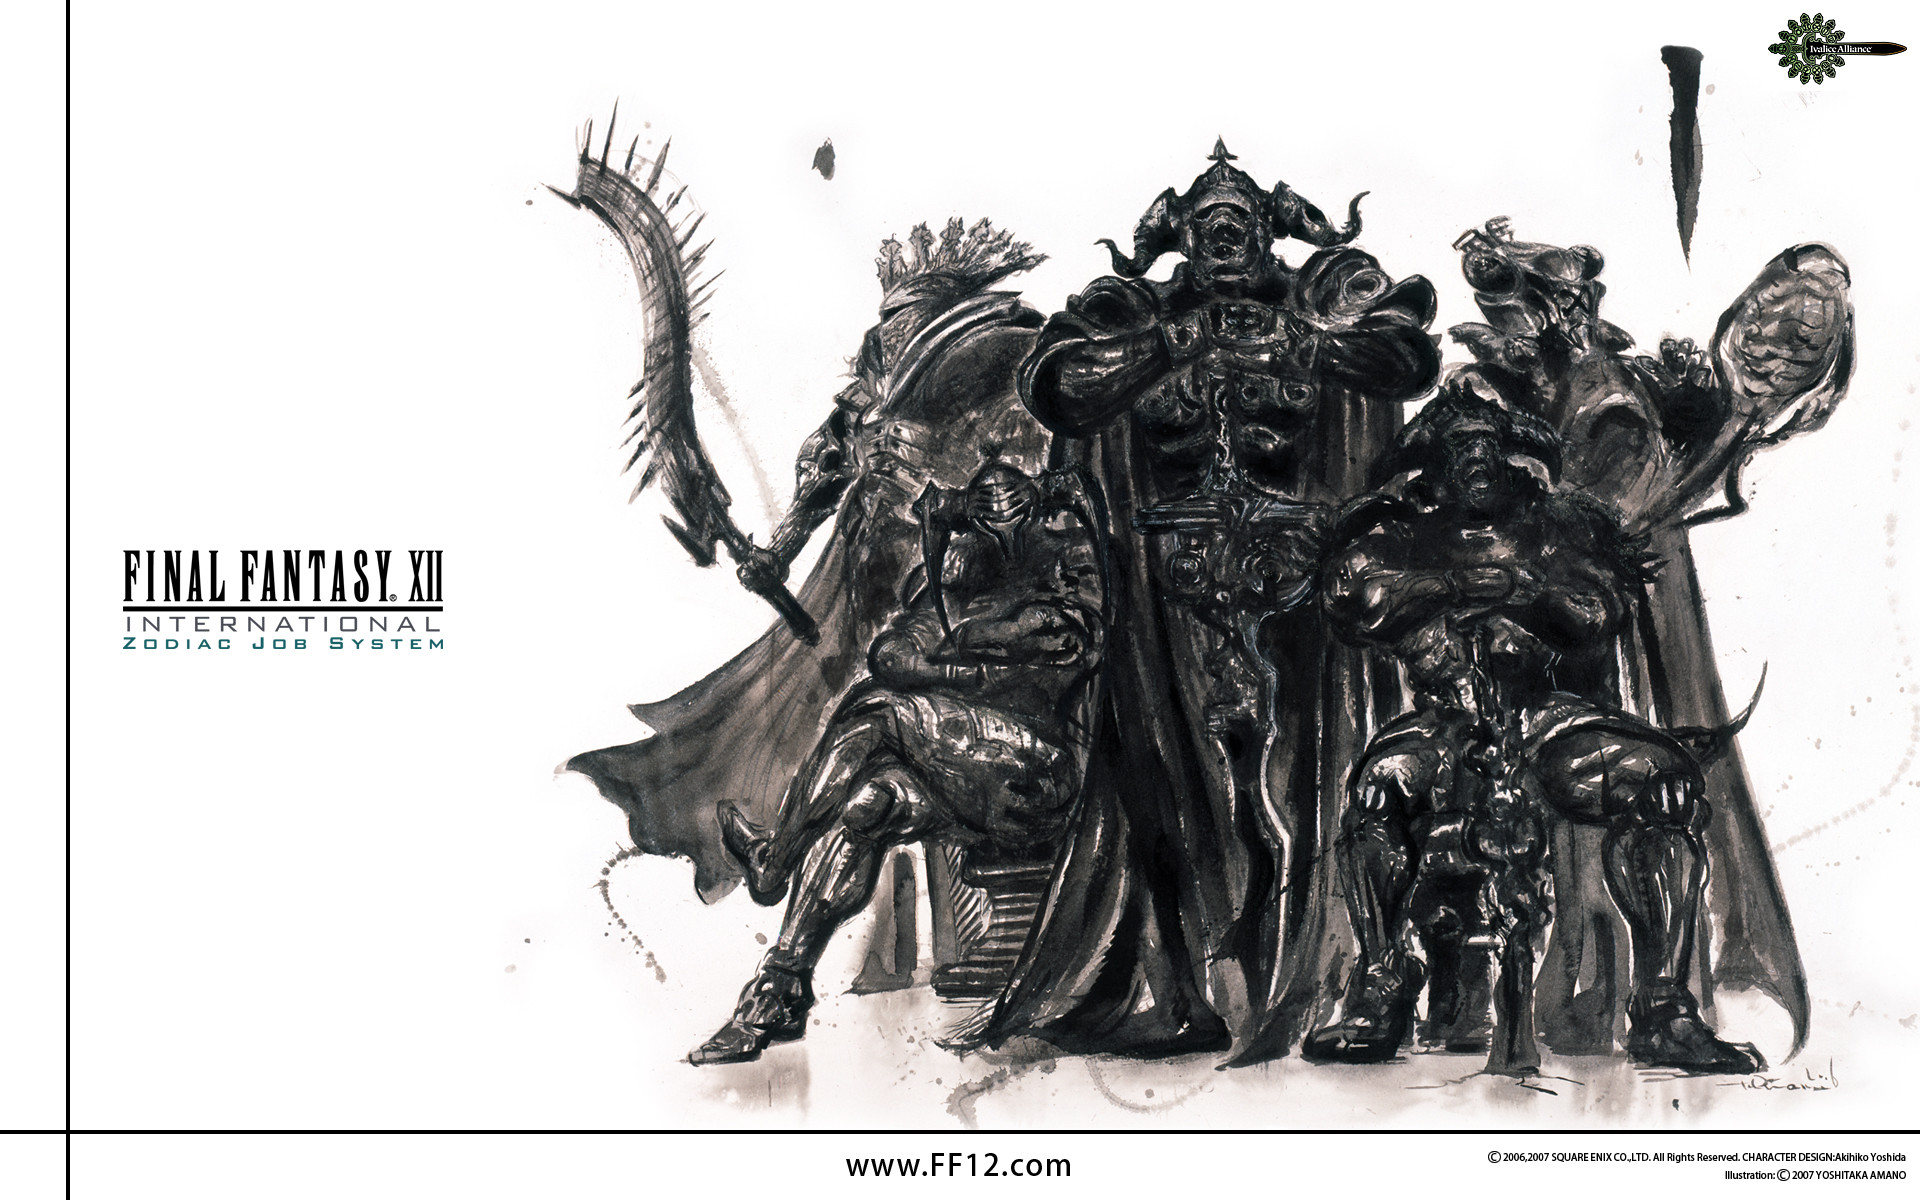 Ivalice Alliance
FINAL FANTASY® XII
INTERNATIONAL
ZODIAC JOB SYSTEM
www.FF12.com
© 2006,2007 SQUARE ENIX CO.,LTD. All Rights Reserved. CHARACTER DESIGN:Akihiko Yoshida
Illustration: © 2007 YOSHITAKA AMANO